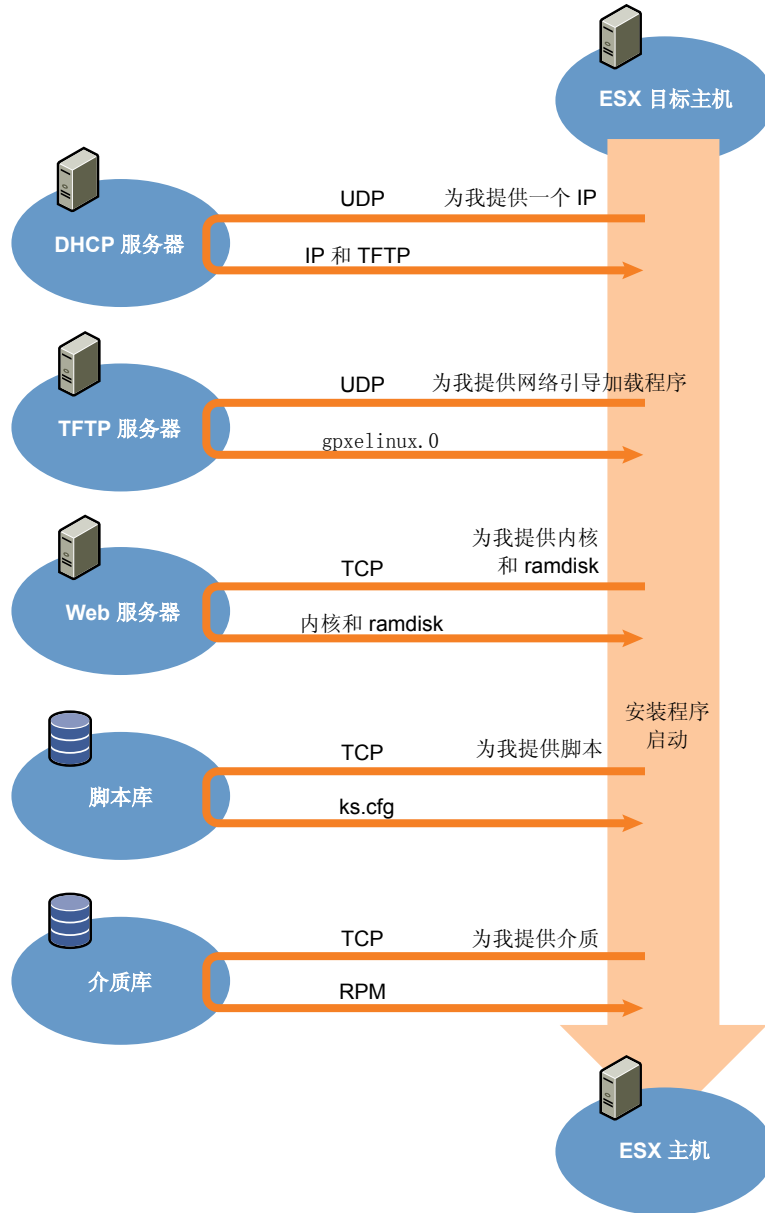 ESX 目标主机
UDP
为我提供一个 IP
DHCP 服务器
IP 和 TFTP
UDP
为我提供网络引导加载程序
TFTP 服务器
gpxelinux.0
为我提供内核
和 ramdisk
TCP
Web 服务器
内核和 ramdisk
安装程序
启动
TCP
为我提供脚本
脚本库
ks.cfg
TCP
为我提供介质
介质库
RPM
ESX 主机